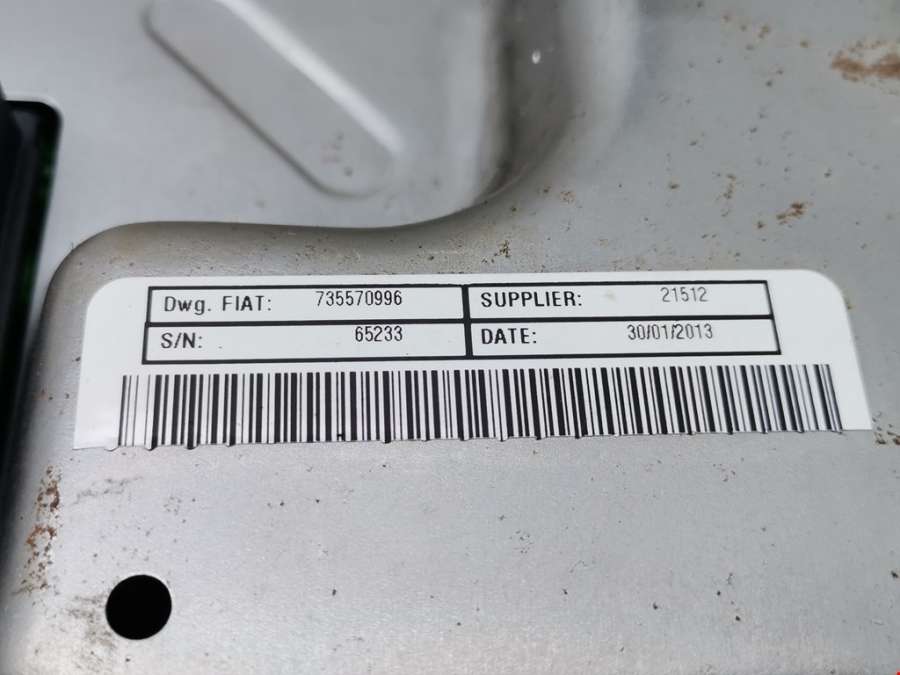 Dwg. FIAT: 735570996 SUPPLIER: 21512
S/N: 65233 DATE: 30/01/2013